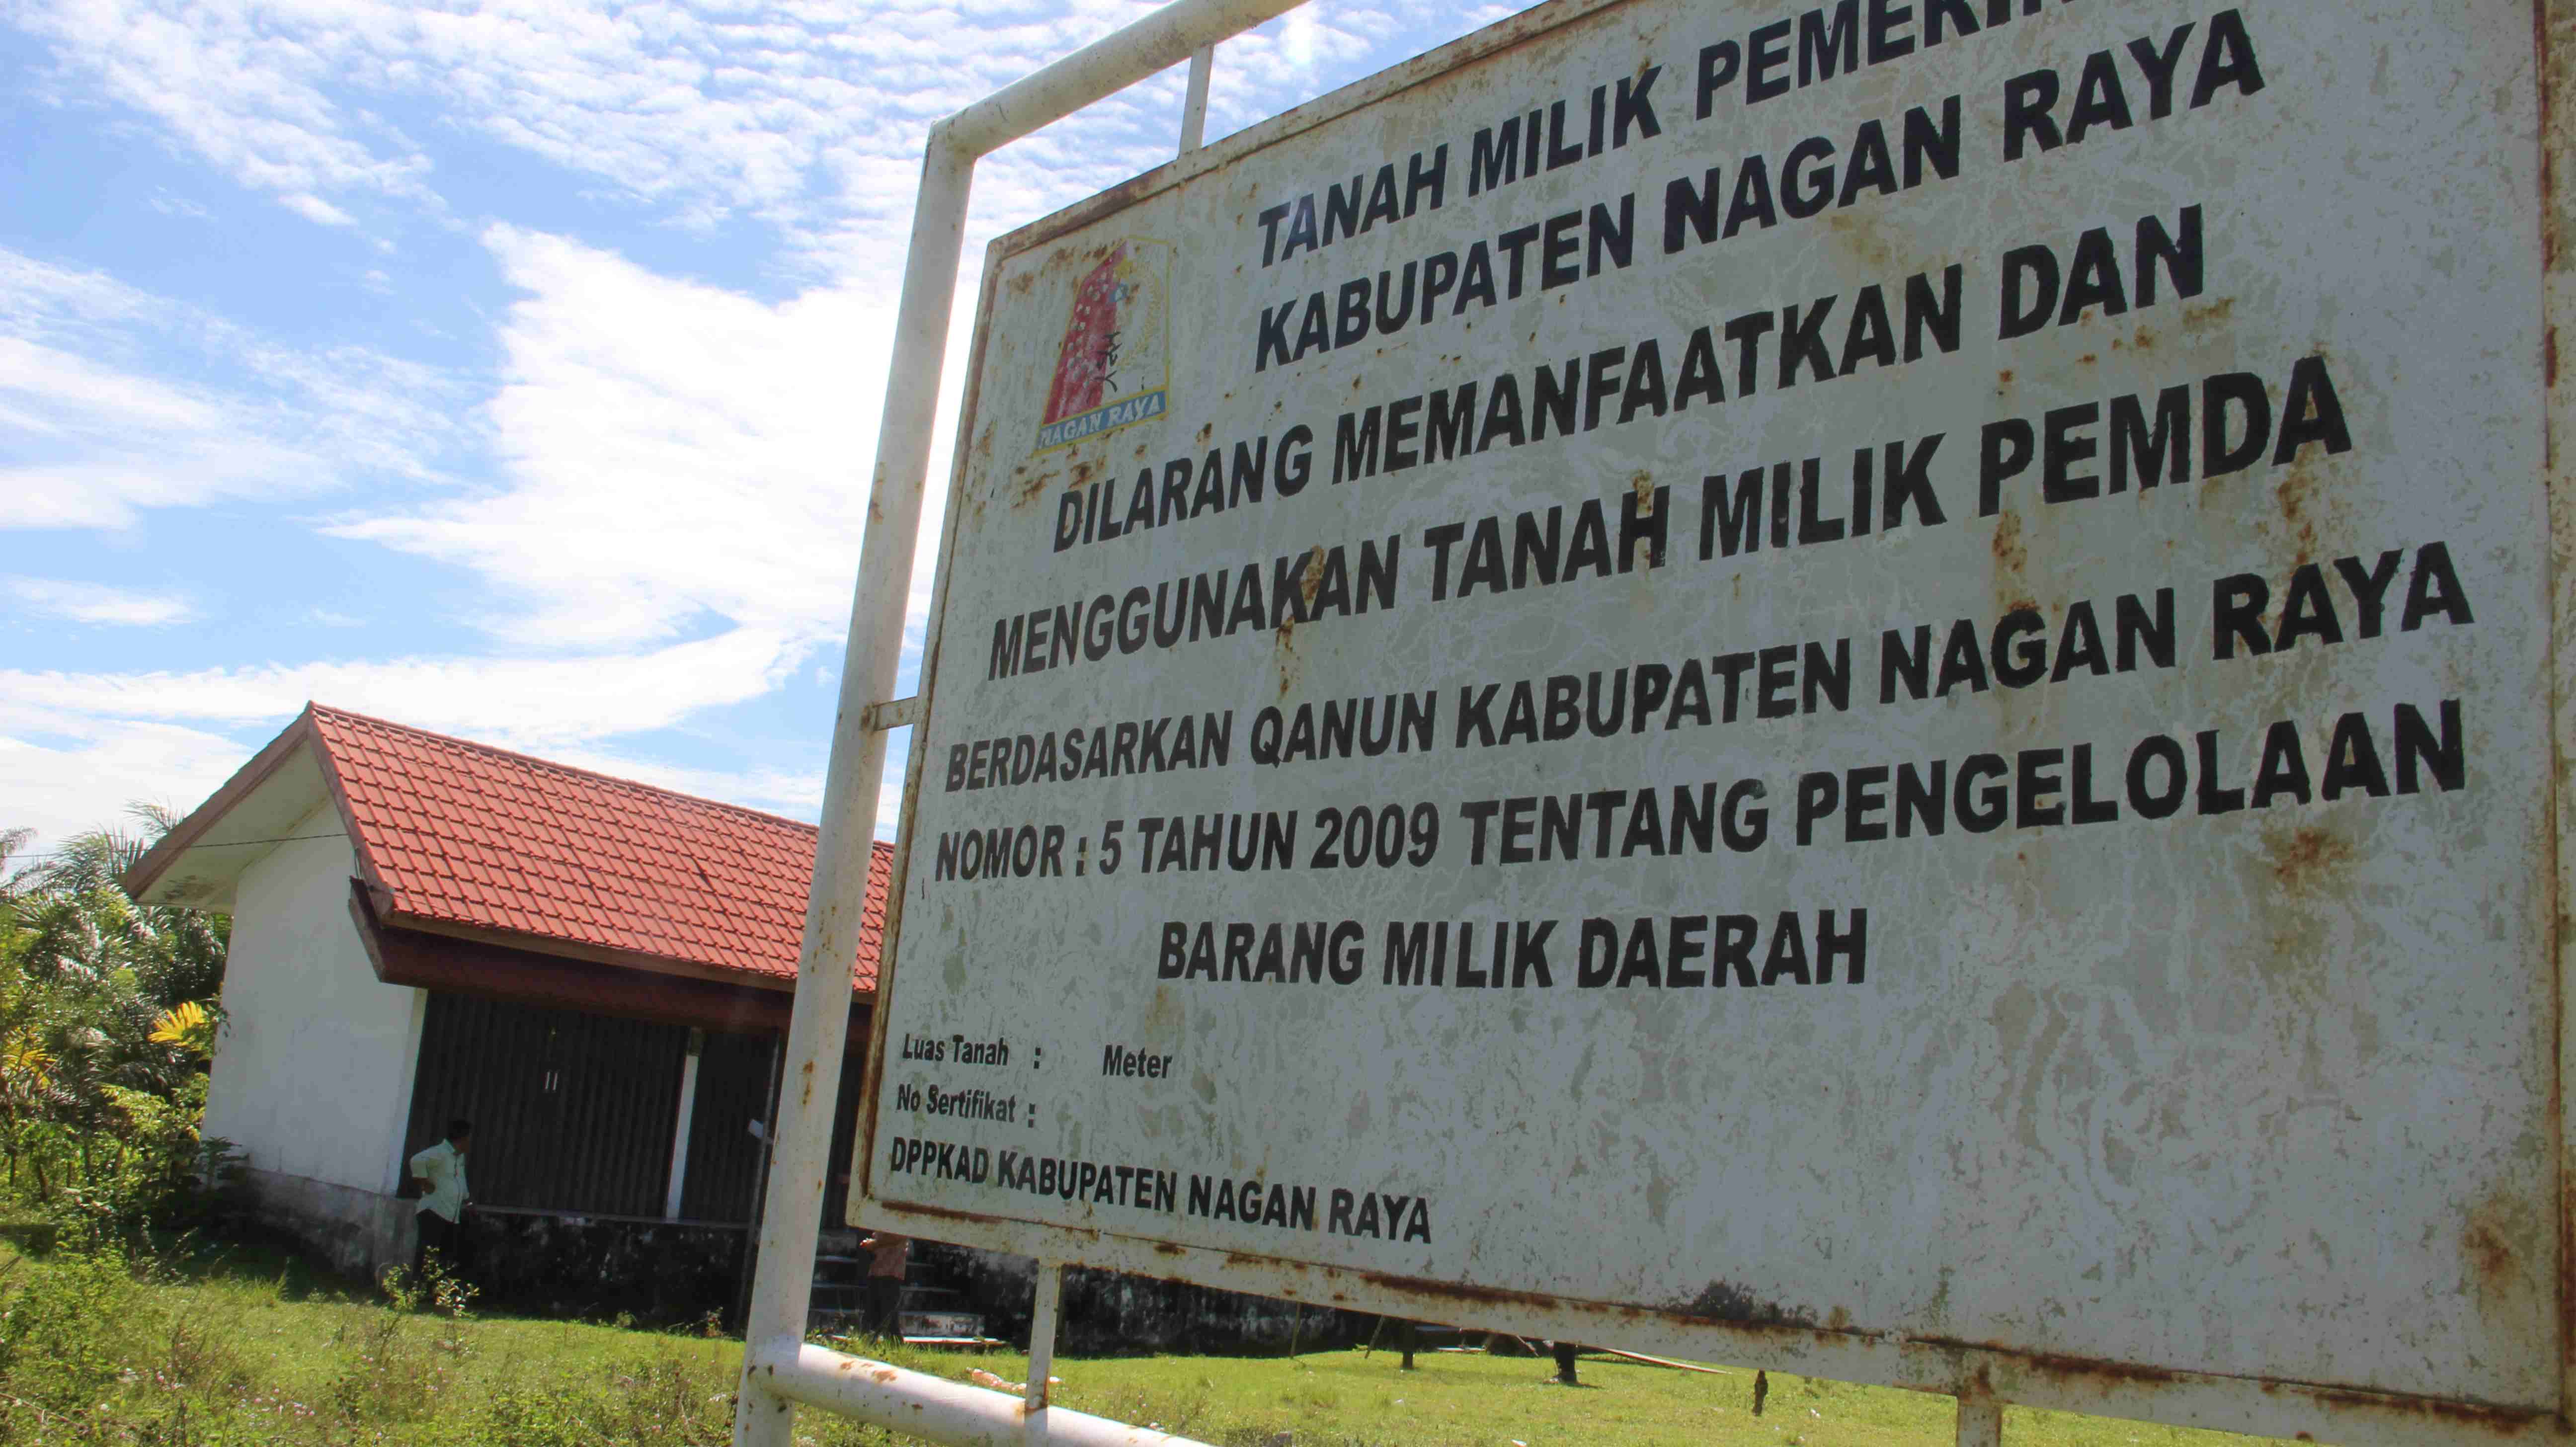 TANAH MILIK
KABUPATEN NAGAN RAYA
NAGAN RAYA
DILARANG MEMANFAATKAN DAN
MENGGUNAKAN TANAH MILIK PEMDA
BERDASARKAN QANUN KABUPATEN NAGAN RAYA
NOMOR : 5 TAHUN 2009 TENTANG PENGELOLAAN
BARANG MILIK DAERAH
Luas Tanah : Meter
No Sertifikat :
DPPKAD KABUPATEN NAGAN RAYA